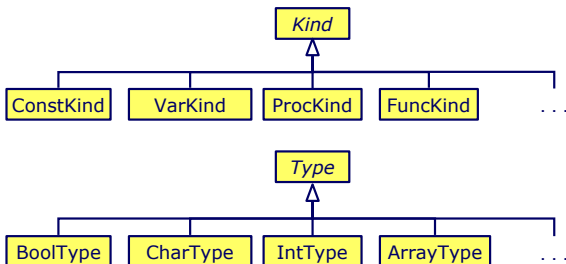 Kind
ConstKind VarKind ProcKind FuncKind . . .
Type
BoolType CharType IntType ArrayType . . .